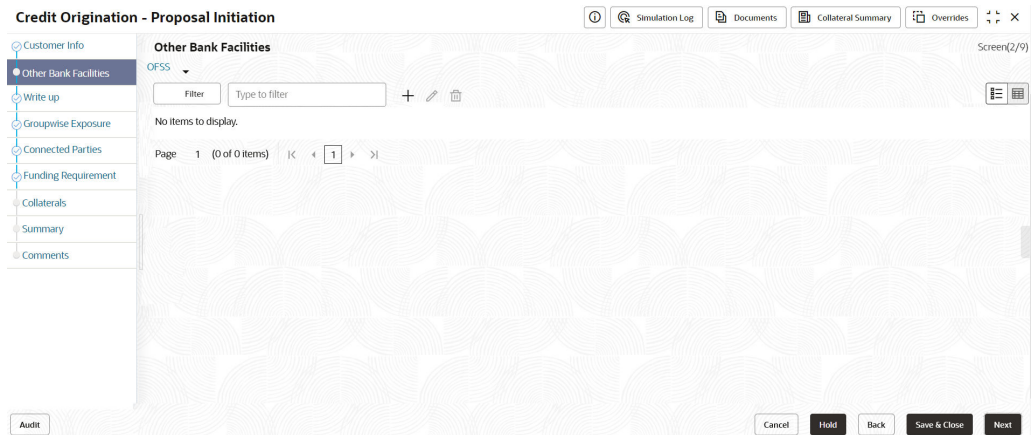 Credit Origination - Proposal Initiation
Simulation Log
Documents
Collateral Summary
Overrides
Customer Info
Other Bank Facilities
Write up
Groupwise Exposure
Connected Parties
Funding Requirement
Collaterals
Summary
Comments
Other Bank Facilities
Screen(2/9)
OFSS
Filter
Type to filter
No items to display.
Page 1 (0 of 0 items) 1
Audit
Cancel
Hold
Back
Save & Close
Next